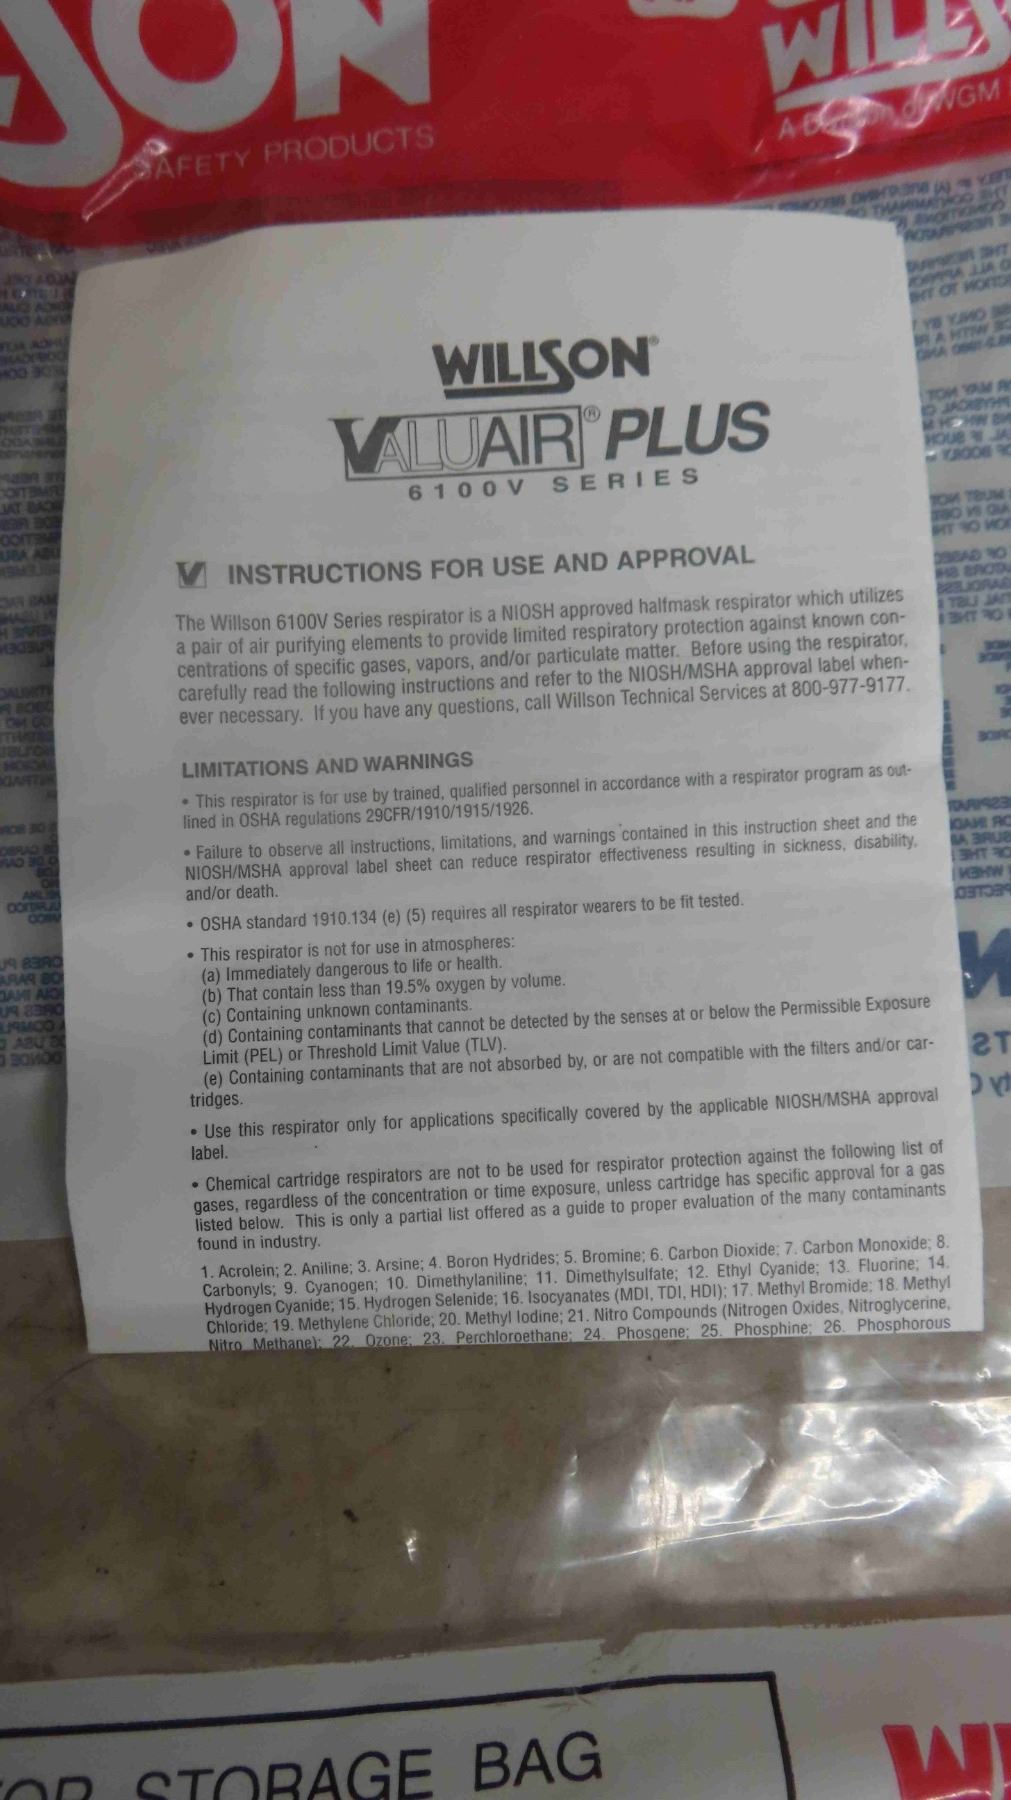 SON
SAFETY PRODUCTS
WILLS
WGM
WILLSON®
VALUAIR® PLUS
6100V SERIES
INSTRUCTIONS FOR USE AND APPROVAL
The Willson 6100V Series respirator is a NIOSH approved halfmask respirator which utilizes
a pair of air purifying elements to provide limited respiratory protection against known con-
centrations of specific gases, vapors, and/or particulate matter. Before using the respirator,
carefully read the following instructions and refer to the NIOSH/MSHA approval label when-
ever necessary. If you have any questions, call Willson Technical Services at 800-977-9177.
LIMITATIONS AND WARNINGS
• This respirator is for use by trained, qualified personnel in accordance with a respirator program as out-
lined in OSHA regulations 29CFR/1910/1915/1926.
• Failure to observe all instructions, limitations, and warnings contained in this instruction sheet and the
NIOSH/MSHA approval label sheet can reduce respirator effectiveness resulting in sickness, disability,
and/or death.
• OSHA standard 1910.134 (e) (5) requires all respirator wearers to be fit tested.
• This respirator is not for use in atmospheres:
(a) Immediately dangerous to life or health.
(b) That contain less than 19.5% oxygen by volume.
(c) Containing unknown contaminants.
(d) Containing contaminants that cannot be detected by the senses at or below the Permissible Exposure
Limit (PEL) or Threshold Limit Value (TLV).
(e) Containing contaminants that are not absorbed by, or are not compatible with the filters and/or car-
tridges.
• Use this respirator only for applications specifically covered by the applicable NIOSH/MSHA approval
label.
• Chemical cartridge respirators are not to be used for respirator protection against the following list of
gases, regardless of the concentration or time exposure, unless cartridge has specific approval for a gas
listed below. This is only a partial list offered as a guide to proper evaluation of the many contaminants
found in industry.
1. Acrolein; 2. Aniline; 3. Arsine; 4. Boron Hydrides; 5. Bromine; 6. Carbon Dioxide; 7. Carbon Monoxide; 8.
Carbonyls; 9. Cyanogen; 10. Dimethylaniline; 11. Dimethylsulfate; 12. Ethyl Cyanide; 13. Fluorine; 14.
Hydrogen Cyanide; 15. Hydrogen Selenide; 16. Isocyanates (MDI, TDI, HDI); 17. Methyl Bromide; 18. Methyl
Chloride; 19. Methylene Chloride; 20. Methyl Iodine; 21. Nitro Compounds (Nitrogen Oxides, Nitroglycerine,
Nitro Methane); 22. Ozone; 23. Perchloroethane; 24. Phosgene; 25. Phosphine; 26. Phosphorous
OR STORAGE BAG
WI